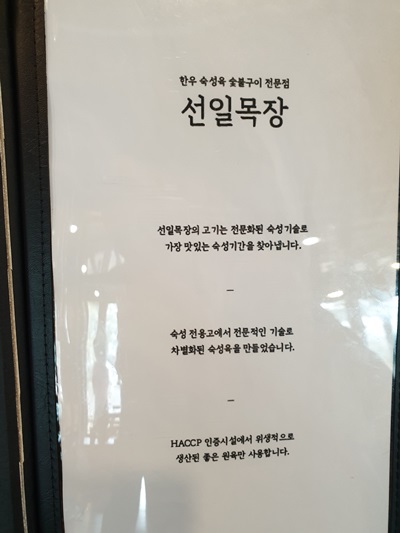 한우 숙성육 숯불구이 전문점
선일목장
선일목장의 고기는 전문화된 숙성기술로
가장 맛있는 숙성기간을 찾아냅니다.
숙성 전용고에서 전문적인 기술로
차별화된 숙성육을 만들었습니다.
HACCP 인증시설에서 위생적으로
생산된 좋은 원육만 사용합니다.